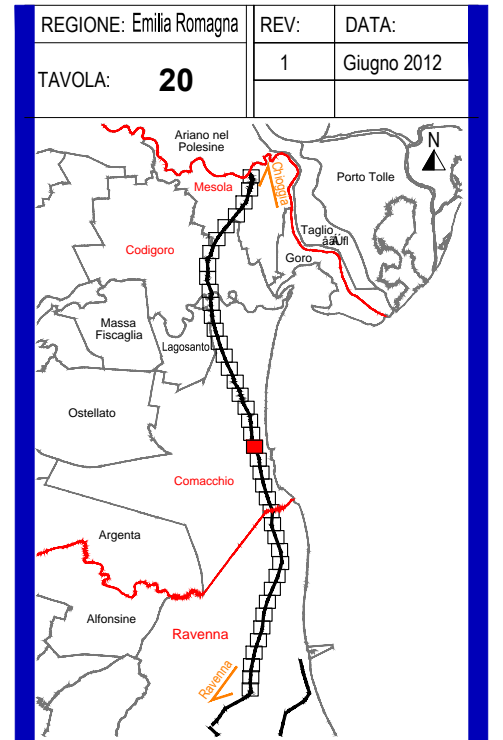 REGIONE: Emilia Romagna
REV:
DATA:
TAVOLA: 20
1
Giugno 2012
Ariano nel
Polesine
N
Mesola
Chioggia
Porto Tolle
Codigoro
Taglio
Goro
Massa
Fiscaglia
Lagosanto
Ostellato
Comacchio
Argenta
Alfonsine
Ravenna
Ravenna